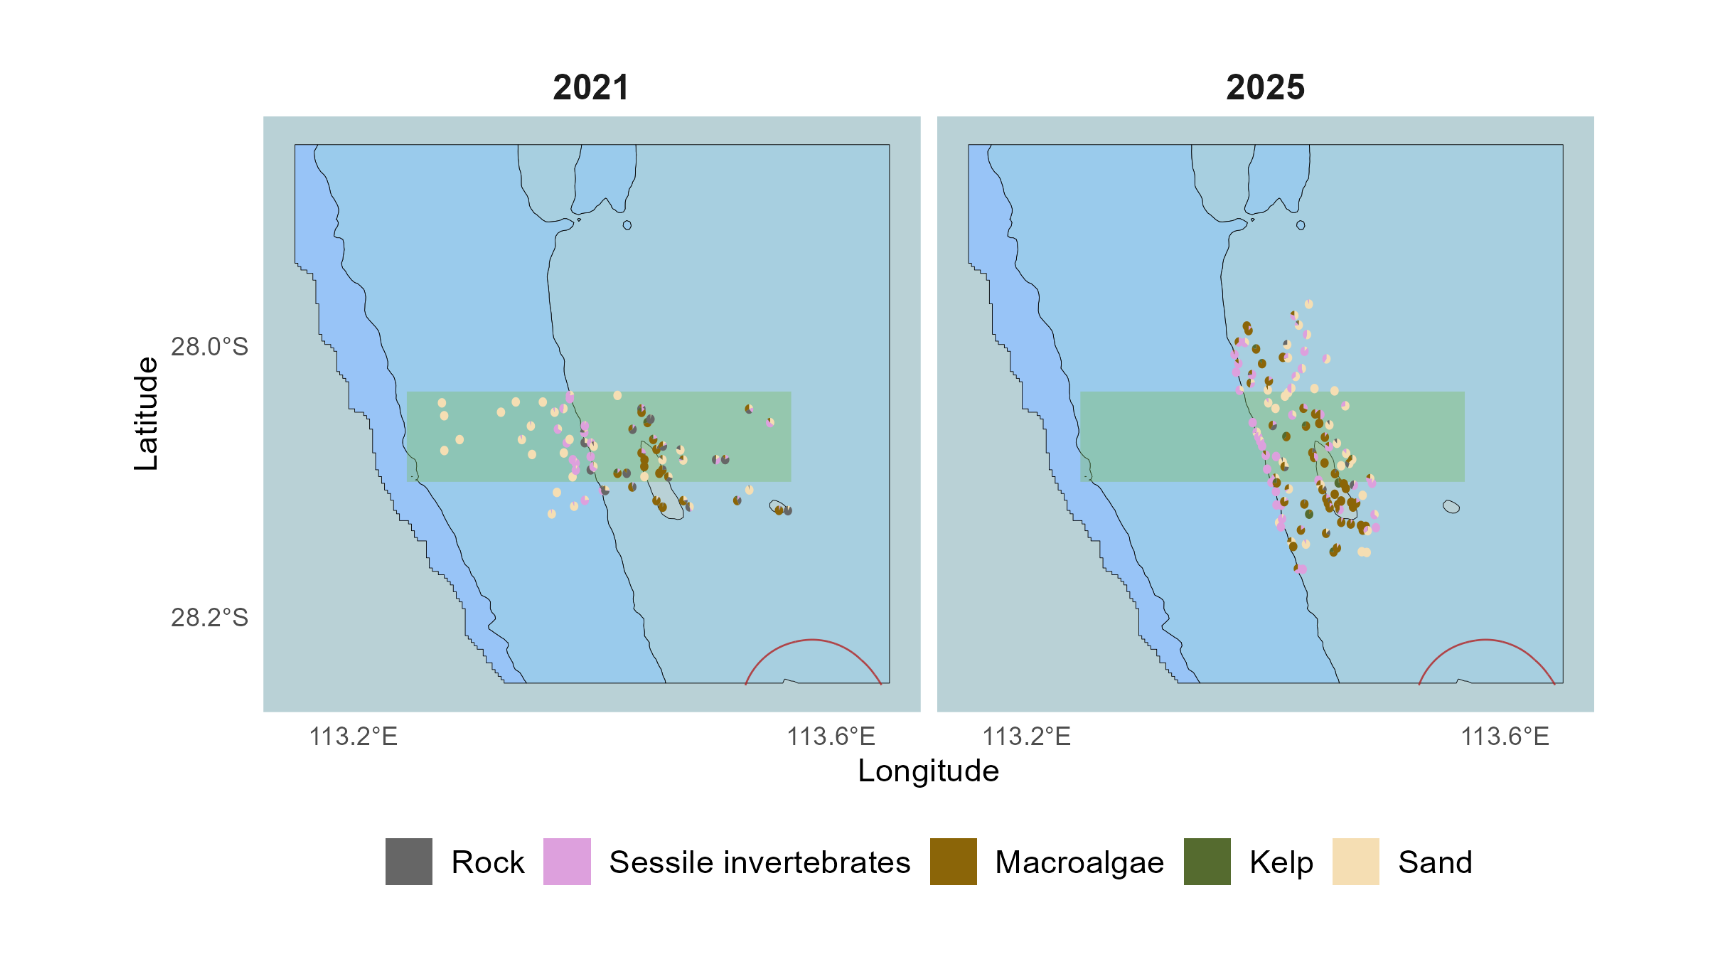 2021
2025
Latitude
28.0°S
28.2°S
113.2°E
113.6°E
113.2°E
113.6°E
Longitude
Rock
Sessile invertebrates
Macroalgae
Kelp
Sand